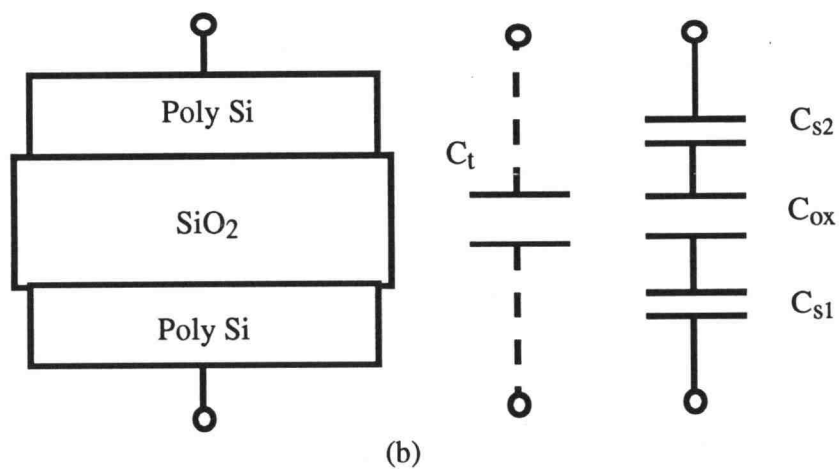 Poly Si
SiO₂
Poly Si
Cₜ
Cₛ₂
Cₒₓ
Cₛ₁
(b)